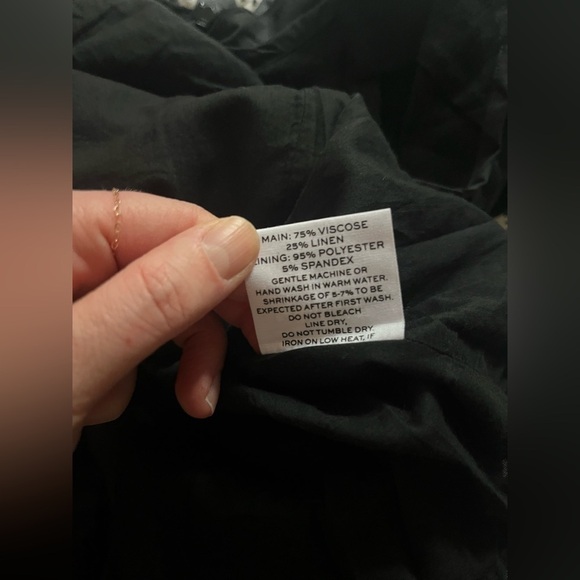 MAIN: 75% VISCOSE
25% LINEN
LINING: 95% POLYESTER
5% SPANDEX
GENTLE MACHINE OR
HAND WASH IN WARM WATER.
SHRINKAGE OF 5-7% TO BE
EXPECTED AFTER FIRST WASH.
DO NOT BLEACH
LINE DRY,
DO NOT TUMBLE DRY.
IRON ON LOW HEAT, IF